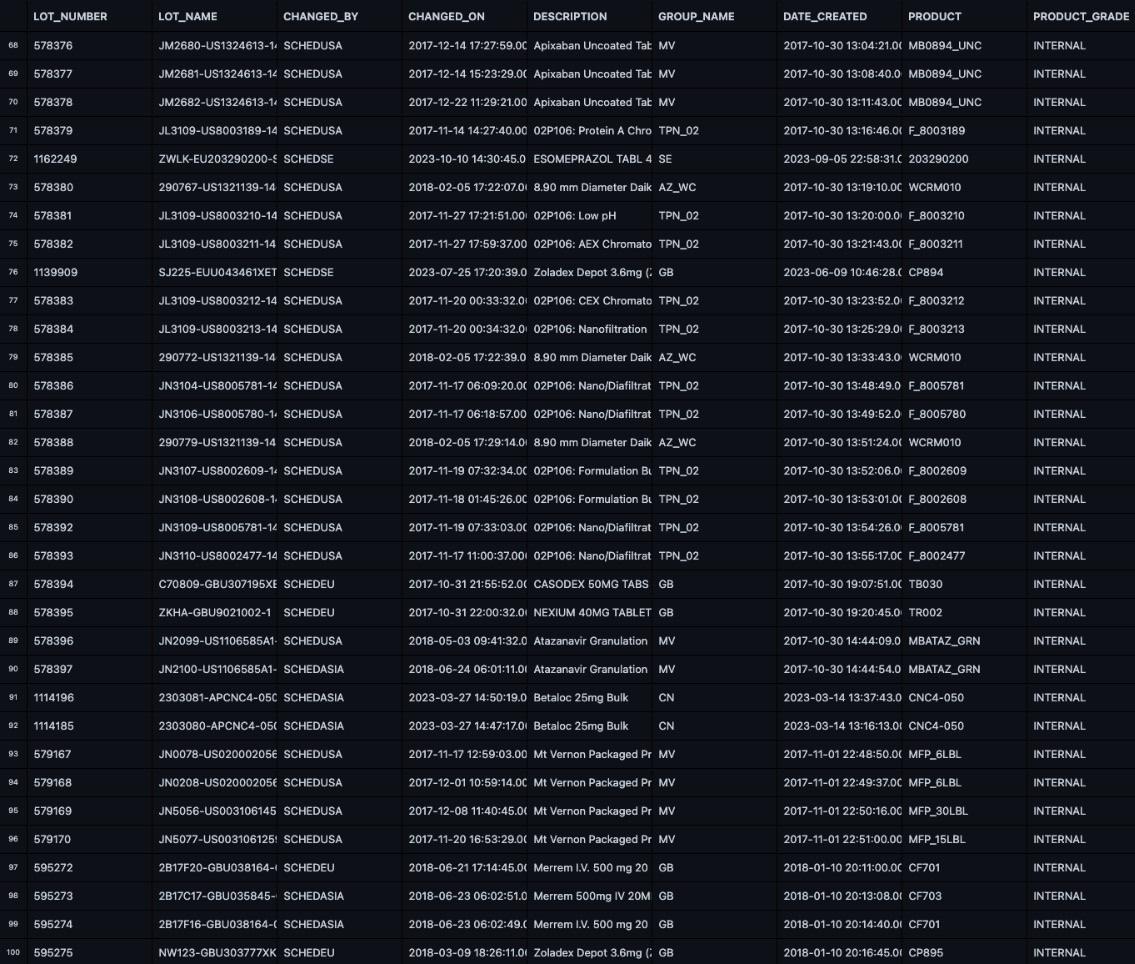 LOT_NUMBER LOT_NAME CHANGED_BY CHANGED_ON DESCRIPTION GROUP_NAME DATE_CREATED PRODUCT PRODUCT_GRADE
68 578376 JM2680-US1324613-14 SCHEDUSA 2017-12-14 17:27:59.00 Apixaban Uncoated Tab MV 2017-10-30 13:04:21.00 MB0894_UNC INTERNAL
69 578377 JM2681-US1324613-14 SCHEDUSA 2017-12-14 15:23:29.00 Apixaban Uncoated Tab MV 2017-10-30 13:08:40.0 MB0894_UNC INTERNAL
70 578378 JM2682-US1324613-14 SCHEDUSA 2017-12-22 11:29:21.00 Apixaban Uncoated Tab MV 2017-10-30 13:11:43.00 MB0894_UNC INTERNAL
71 578379 JL3109-US8003189-14 SCHEDUSA 2017-11-14 14:27:40.00 02P106: Protein A Chro TPN_02 2017-10-30 13:16:46.0 F_8003189 INTERNAL
72 1162249 ZWLK-EU203290200-S SCHEDSE 2023-10-10 14:30:45.0 ESOMEPRAZOL TABL 4 SE 2023-09-05 22:58:31.0 203290200 INTERNAL
73 578380 290767-US1321139-14 SCHEDUSA 2018-02-05 17:22:07.0 8.90 mm Diameter Daik AZ_WC 2017-10-30 13:19:10.00 WCRM010 INTERNAL
74 578381 JL3109-US8003210-14 SCHEDUSA 2017-11-27 17:21:51.00 02P106: Low pH TPN_02 2017-10-30 13:20:00.0 F_8003210 INTERNAL
75 578382 JL3109-US8003211-14 SCHEDUSA 2017-11-27 17:59:37.00 02P106: AEX Chromato TPN_02 2017-10-30 13:21:43.0 F_8003211 INTERNAL
76 1139909 SJ225-EUU043461XET SCHEDSE 2023-07-25 17:20:39.0 Zoladex Depot 3.6mg ( GB 2023-06-09 10:46:28.0 CP894 INTERNAL
77 578383 JL3109-US8003212-14 SCHEDUSA 2017-11-20 00:33:32.0 02P106: CEX Chromato TPN_02 2017-10-30 13:23:52.0 F_8003212 INTERNAL
78 578384 JL3109-US8003213-14 SCHEDUSA 2017-11-20 00:34:32.0 02P106: Nanofiltration TPN_02 2017-10-30 13:25:29.0 F_8003213 INTERNAL
79 578385 290772-US1321139-14 SCHEDUSA 2018-02-05 17:22:39.0 8.90 mm Diameter Daik AZ_WC 2017-10-30 13:33:43.0 WCRM010 INTERNAL
80 578386 JN3104-US8005781-14 SCHEDUSA 2017-11-17 06:09:20.00 02P106: Nano/Diafiltrat TPN_02 2017-10-30 13:48:49.0 F_8005781 INTERNAL
81 578387 JN3106-US8005780-14 SCHEDUSA 2017-11-17 06:18:57.00 02P106: Nano/Diafiltrat TPN_02 2017-10-30 13:49:52.0 F_8005780 INTERNAL
82 578388 290779-US1321139-14 SCHEDUSA 2018-02-05 17:29:14.0 8.90 mm Diameter Daik AZ_WC 2017-10-30 13:51:24.00 WCRM010 INTERNAL
83 578389 JN3107-US8002609-14 SCHEDUSA 2017-11-19 07:32:34.00 02P106: Formulation Bu TPN_02 2017-10-30 13:52:06.0 F_8002609 INTERNAL
84 578390 JN3108-US8002608-14 SCHEDUSA 2017-11-18 01:45:26.00 02P106: Formulation Bu TPN_02 2017-10-30 13:53:01.00 F_8002608 INTERNAL
85 578392 JN3109-US8005781-14 SCHEDUSA 2017-11-19 07:33:03.00 02P106: Nano/Diafiltrat TPN_02 2017-10-30 13:54:26.0 F_8005781 INTERNAL
86 578393 JN3110-US8002477-14 SCHEDUSA 2017-11-17 11:00:37.000 02P106: Nano/Diafiltrat TPN_02 2017-10-30 13:55:17.00 F_8002477 INTERNAL
87 578394 C70809-GBU307195XE SCHEDEU 2017-10-31 21:55:52.00 CASODEX 50MG TABS GB 2017-10-30 19:07:51.00 TB030 INTERNAL
88 578395 ZKHA-GBU9021002-1 SCHEDEU 2017-10-31 22:00:32.0 NEXIUM 40MG TABLET GB 2017-10-30 19:20:45.0 TR002 INTERNAL
89 578396 JN2099-US1106585A1- SCHEDUSA 2018-05-03 09:41:32.0 Atazanavir Granulation MV 2017-10-30 14:44:09.0 MBATAZ_GRN INTERNAL
90 578397 JN2100-US1106585A1- SCHEDASIA 2018-06-24 06:01:11.00 Atazanavir Granulation MV 2017-10-30 14:44:54.0 MBATAZ_GRN INTERNAL
91 1114196 2303081-APCNC4-050 SCHEDASIA 2023-03-27 14:50:19.0 Betaloc 25mg Bulk CN 2023-03-14 13:37:43.0 CNC4-050 INTERNAL
92 1114185 2303080-APCNC4-050 SCHEDASIA 2023-03-27 14:47:17.00 Betaloc 25mg Bulk CN 2023-03-14 13:16:13.00 CNC4-050 INTERNAL
93 579167 JN0078-US020002056 SCHEDUSA 2017-11-17 12:59:03.00 Mt Vernon Packaged Pr MV 2017-11-01 22:48:50.00 MFP_6LBL INTERNAL
94 579168 JN0208-US020002056 SCHEDUSA 2017-12-01 10:59:14.00 Mt Vernon Packaged Pr MV 2017-11-01 22:49:37.00 MFP_6LBL INTERNAL
95 579169 JN5056-US003106145 SCHEDUSA 2017-12-08 11:40:45.00 Mt Vernon Packaged Pr MV 2017-11-01 22:50:16.00 MFP_30LBL INTERNAL
96 579170 JN5077-US0031061259 SCHEDUSA 2017-11-20 16:53:29.00 Mt Vernon Packaged Pr MV 2017-11-01 22:51:00.00 MFP_15LBL INTERNAL
97 595272 2B17F20-GBU038164- SCHEDEU 2018-06-21 17:14:45.00 Merrem I.V. 500 mg 20 GB 2018-01-10 20:11:00.00 CF701 INTERNAL
98 595273 2B17C17-GBU035845- SCHEDASIA 2018-06-23 06:02:51.0 Merrem 500mg IV 20M GB 2018-01-10 20:13:08.0 CF703 INTERNAL
99 595274 2B17F16-GBU038164-0 SCHEDASIA 2018-06-23 06:02:49.0 Merrem I.V. 500 mg 20 GB 2018-01-10 20:14:40.0 CF701 INTERNAL
100 595275 NW123-GBU303777XK SCHEDEU 2018-03-09 18:26:11.0 Zoladex Depot 3.6mg ( GB 2018-01-10 20:16:45.0 CP895 INTERNAL